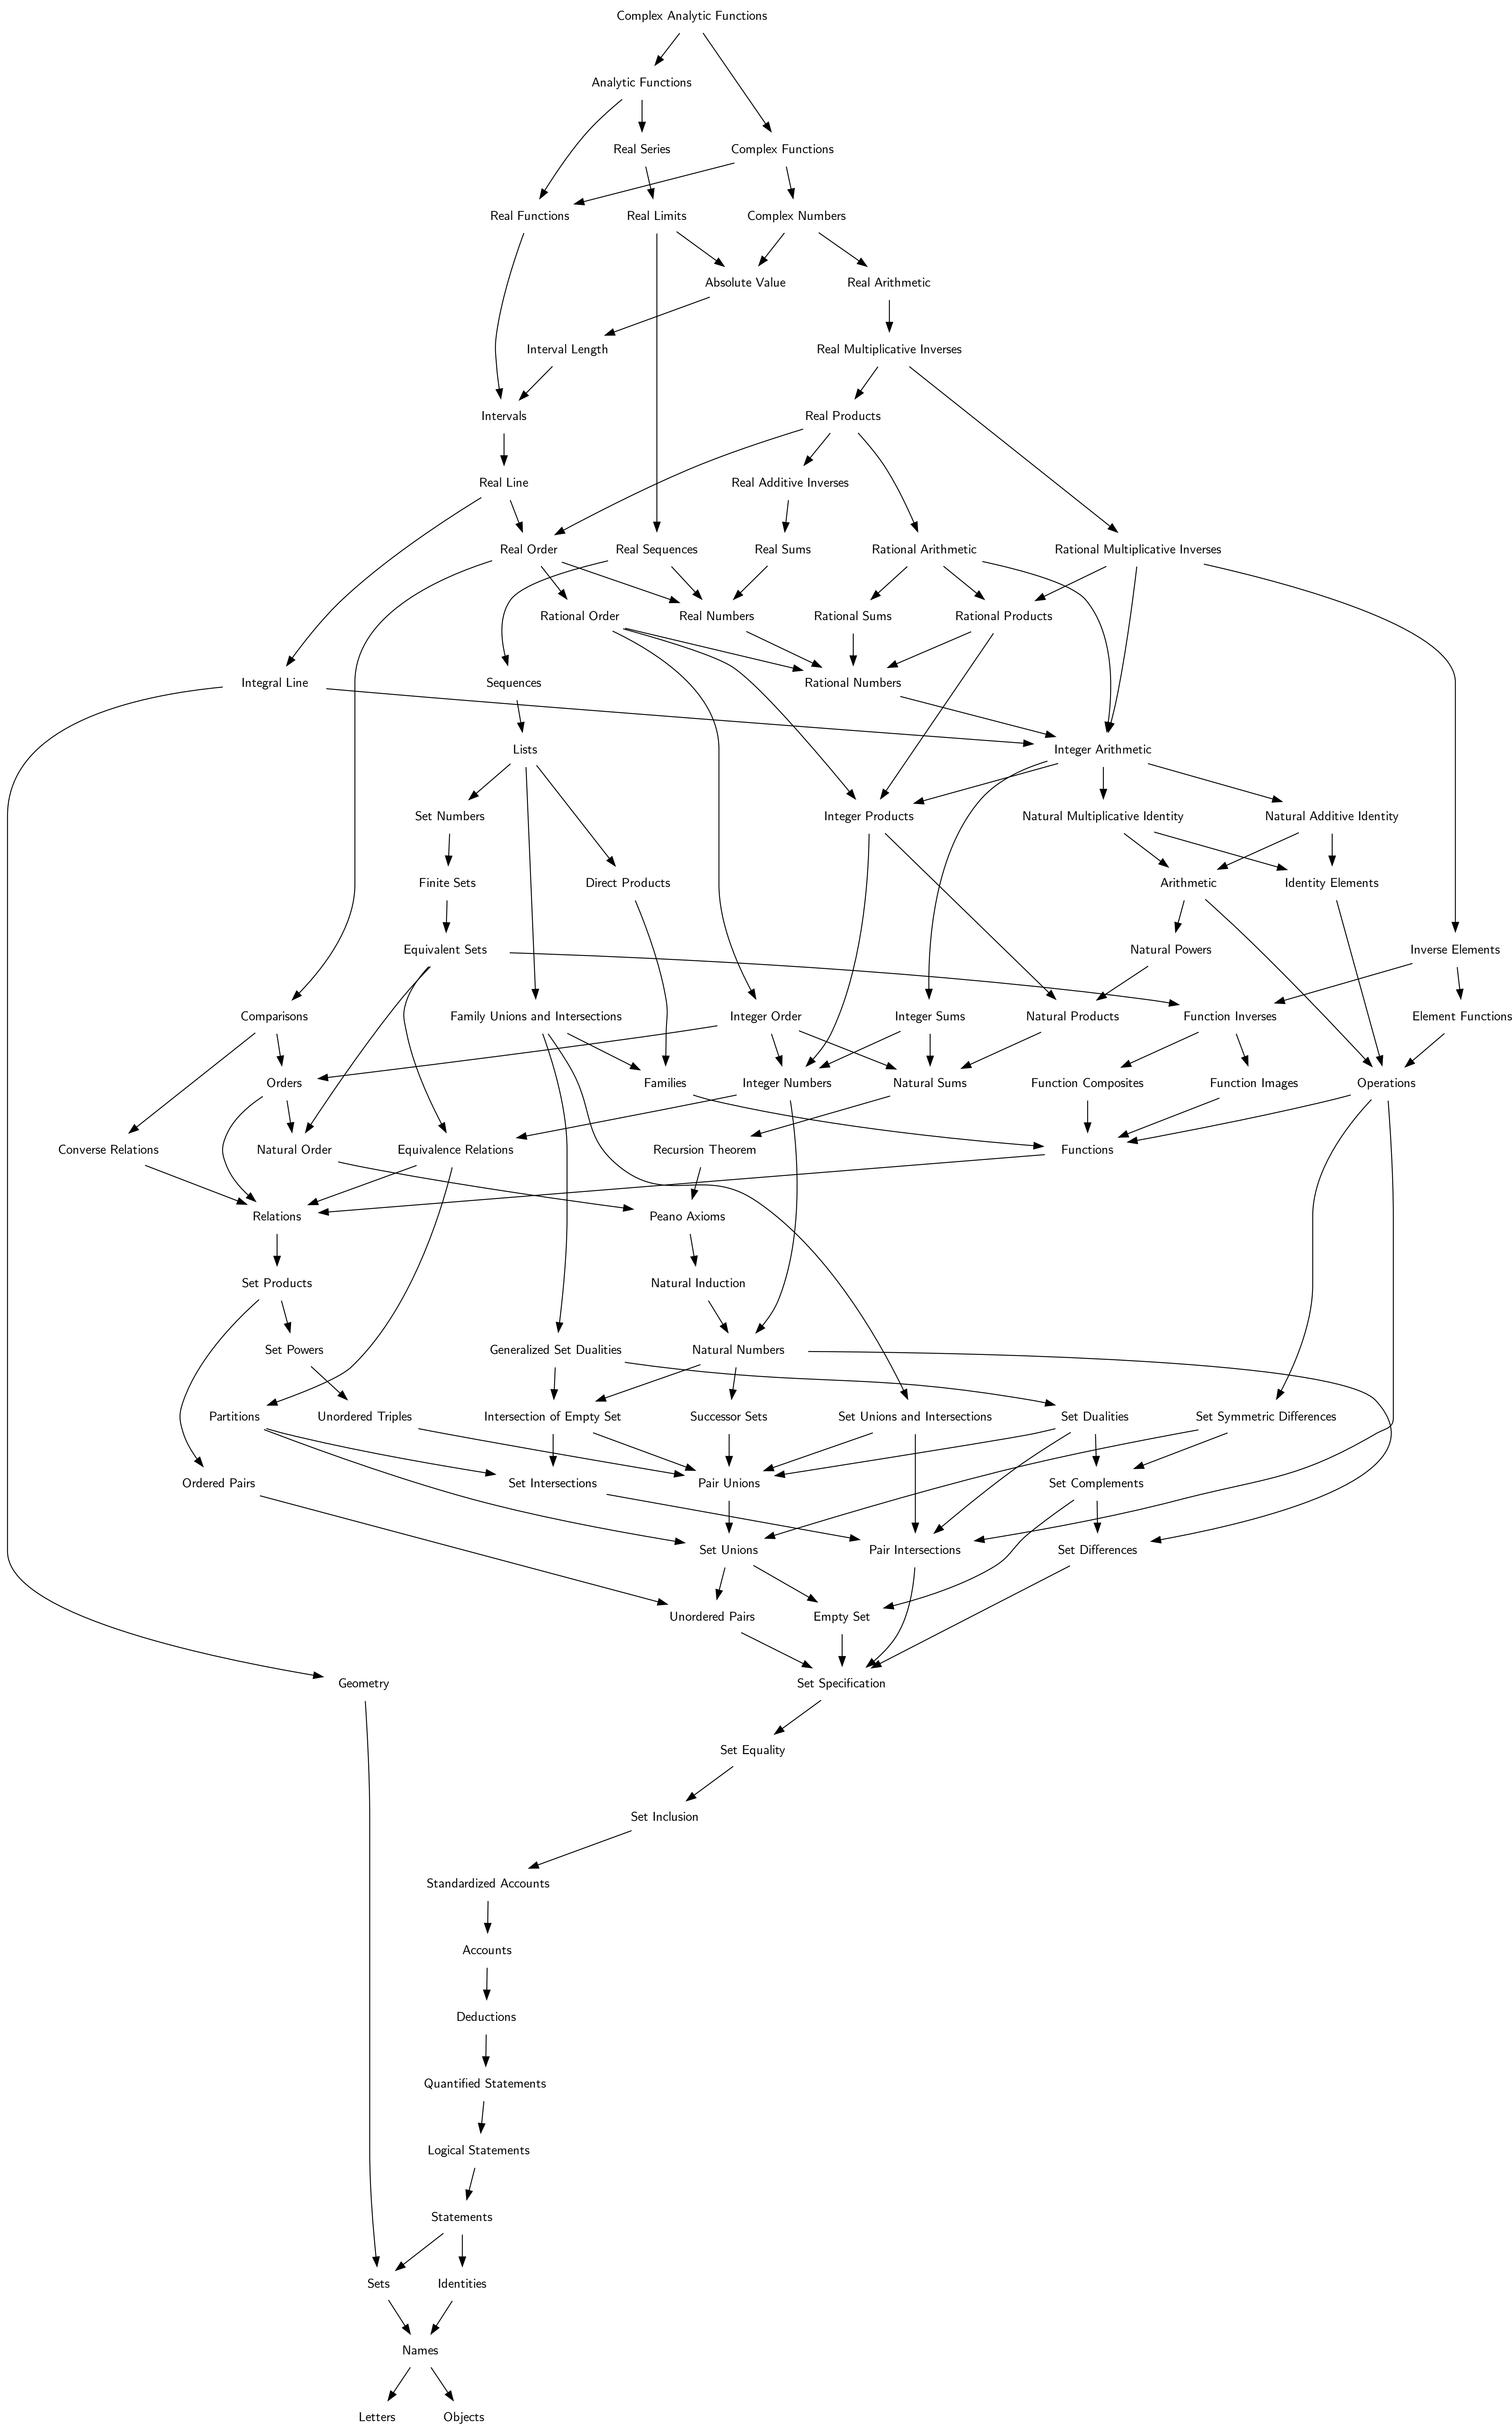 Complex Analytic Functions
Analytic Functions
Real Series
Complex Functions
Real Functions
Real Limits
Complex Numbers
Absolute Value
Real Arithmetic
Interval Length
Real Multiplicative Inverses
Intervals
Real Products
Real Line
Real Additive Inverses
Real Order
Real Sequences
Real Sums
Rational Arithmetic
Rational Multiplicative Inverses
Rational Order
Real Numbers
Rational Sums
Rational Products
Integral Line
Sequences
Rational Numbers
Lists
Integer Arithmetic
Set Numbers
Integer Products
Natural Multiplicative Identity
Natural Additive Identity
Finite Sets
Direct Products
Arithmetic
Identity Elements
Equivalent Sets
Natural Powers
Inverse Elements
Comparisons
Family Unions and Intersections
Integer Order
Integer Sums
Natural Products
Function Inverses
Element Functions
Orders
Families
Integer Numbers
Natural Sums
Function Composites
Function Images
Operations
Converse Relations
Natural Order
Equivalence Relations
Recursion Theorem
Functions
Relations
Peano Axioms
Set Products
Natural Induction
Set Powers
Generalized Set Dualities
Natural Numbers
Partitions
Unordered Triples
Intersection of Empty Set
Successor Sets
Set Unions and Intersections
Set Dualities
Set Symmetric Differences
Ordered Pairs
Set Intersections
Pair Unions
Set Complements
Set Unions
Pair Intersections
Set Differences
Unordered Pairs
Empty Set
Geometry
Set Specification
Set Equality
Set Inclusion
Standardized Accounts
Accounts
Deductions
Quantified Statements
Logical Statements
Statements
Sets
Identities
Names
Letters
Objects